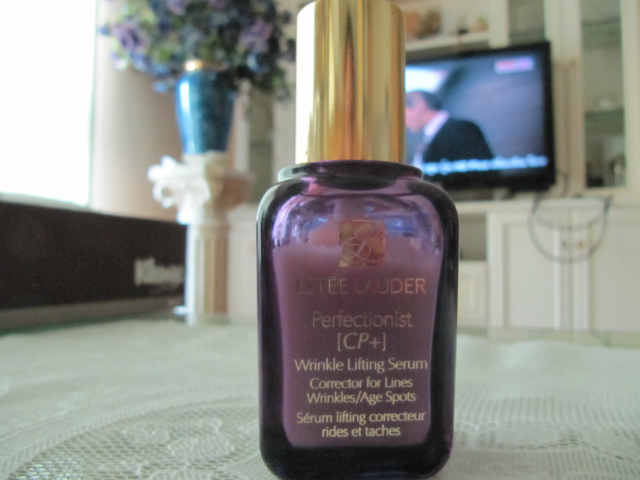 ESTĒE LAUDER
Perfectionist
[CP+]
Wrinkle Lifting Serum
Corrector for Lines
Wrinkles/Age Spots
Sérum lifting correcteur
rides et taches